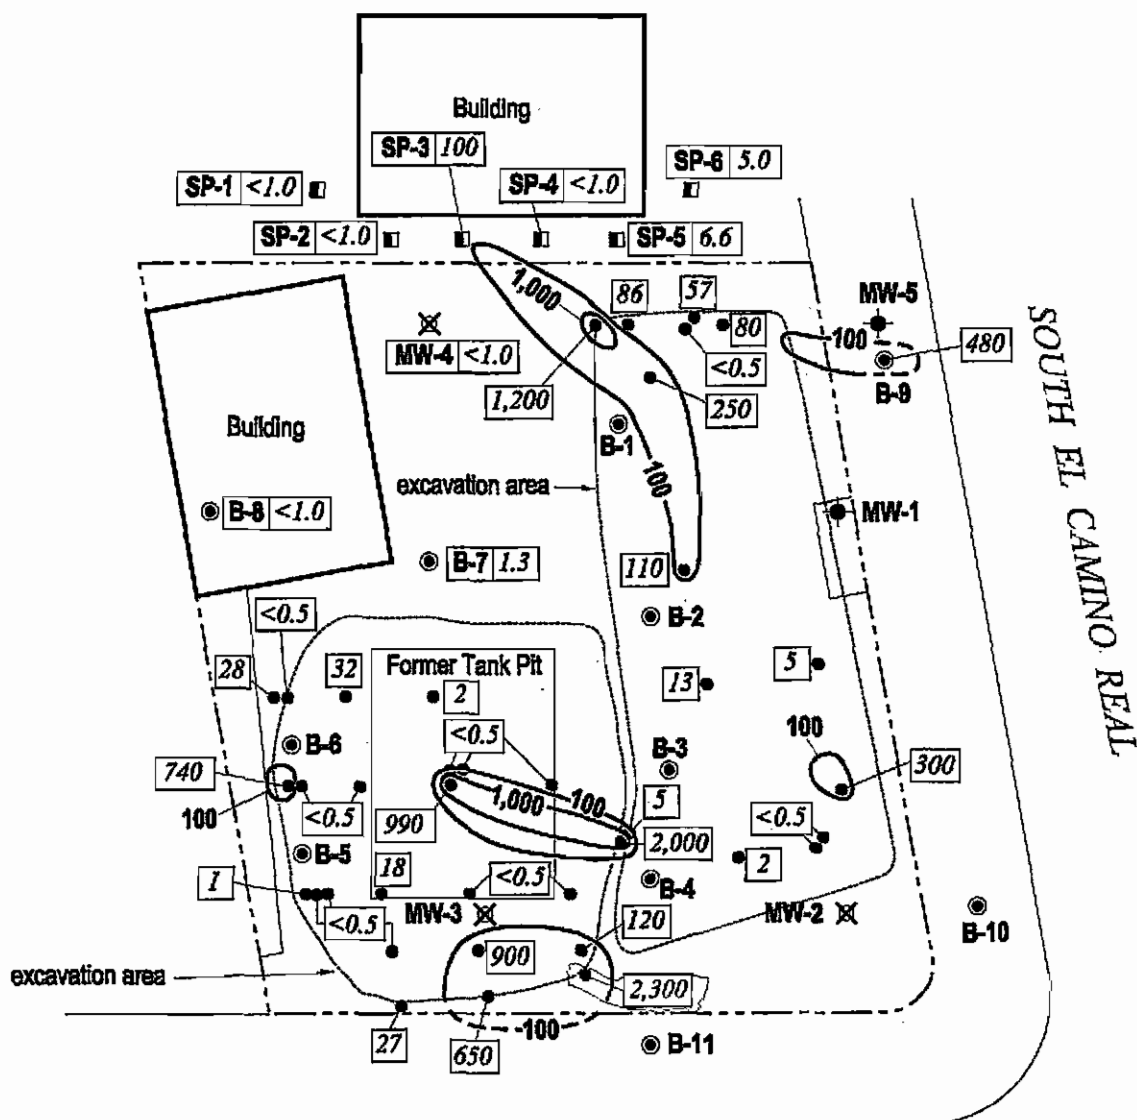 Building
SP-3 100
SP-6 5.0
SP-1 <1.0
SP-4 <1.0
SP-2 <1.0
SP-5 6.6
1,000
86
57
MW-5
80
100
480
MW-4 <1.0
<0.5
B-9
1,200
250
Building
B-1
100
excavation area
SOUTH EL CAMINO REAL
B-8 <1.0
MW-1
B-7 1.3
110
<0.5
B-2
28
32
Former Tank Pit
2
13
5
<0.5
B-6
B-3
100
740
300
100
1,000
100
5
<0.5
990
2,000
<0.5
B-5
18
2
1
<0.5
B-4
MW-3
120
MW-2
B-10
<0.5
900
excavation area
2,300
100
27
650
B-11